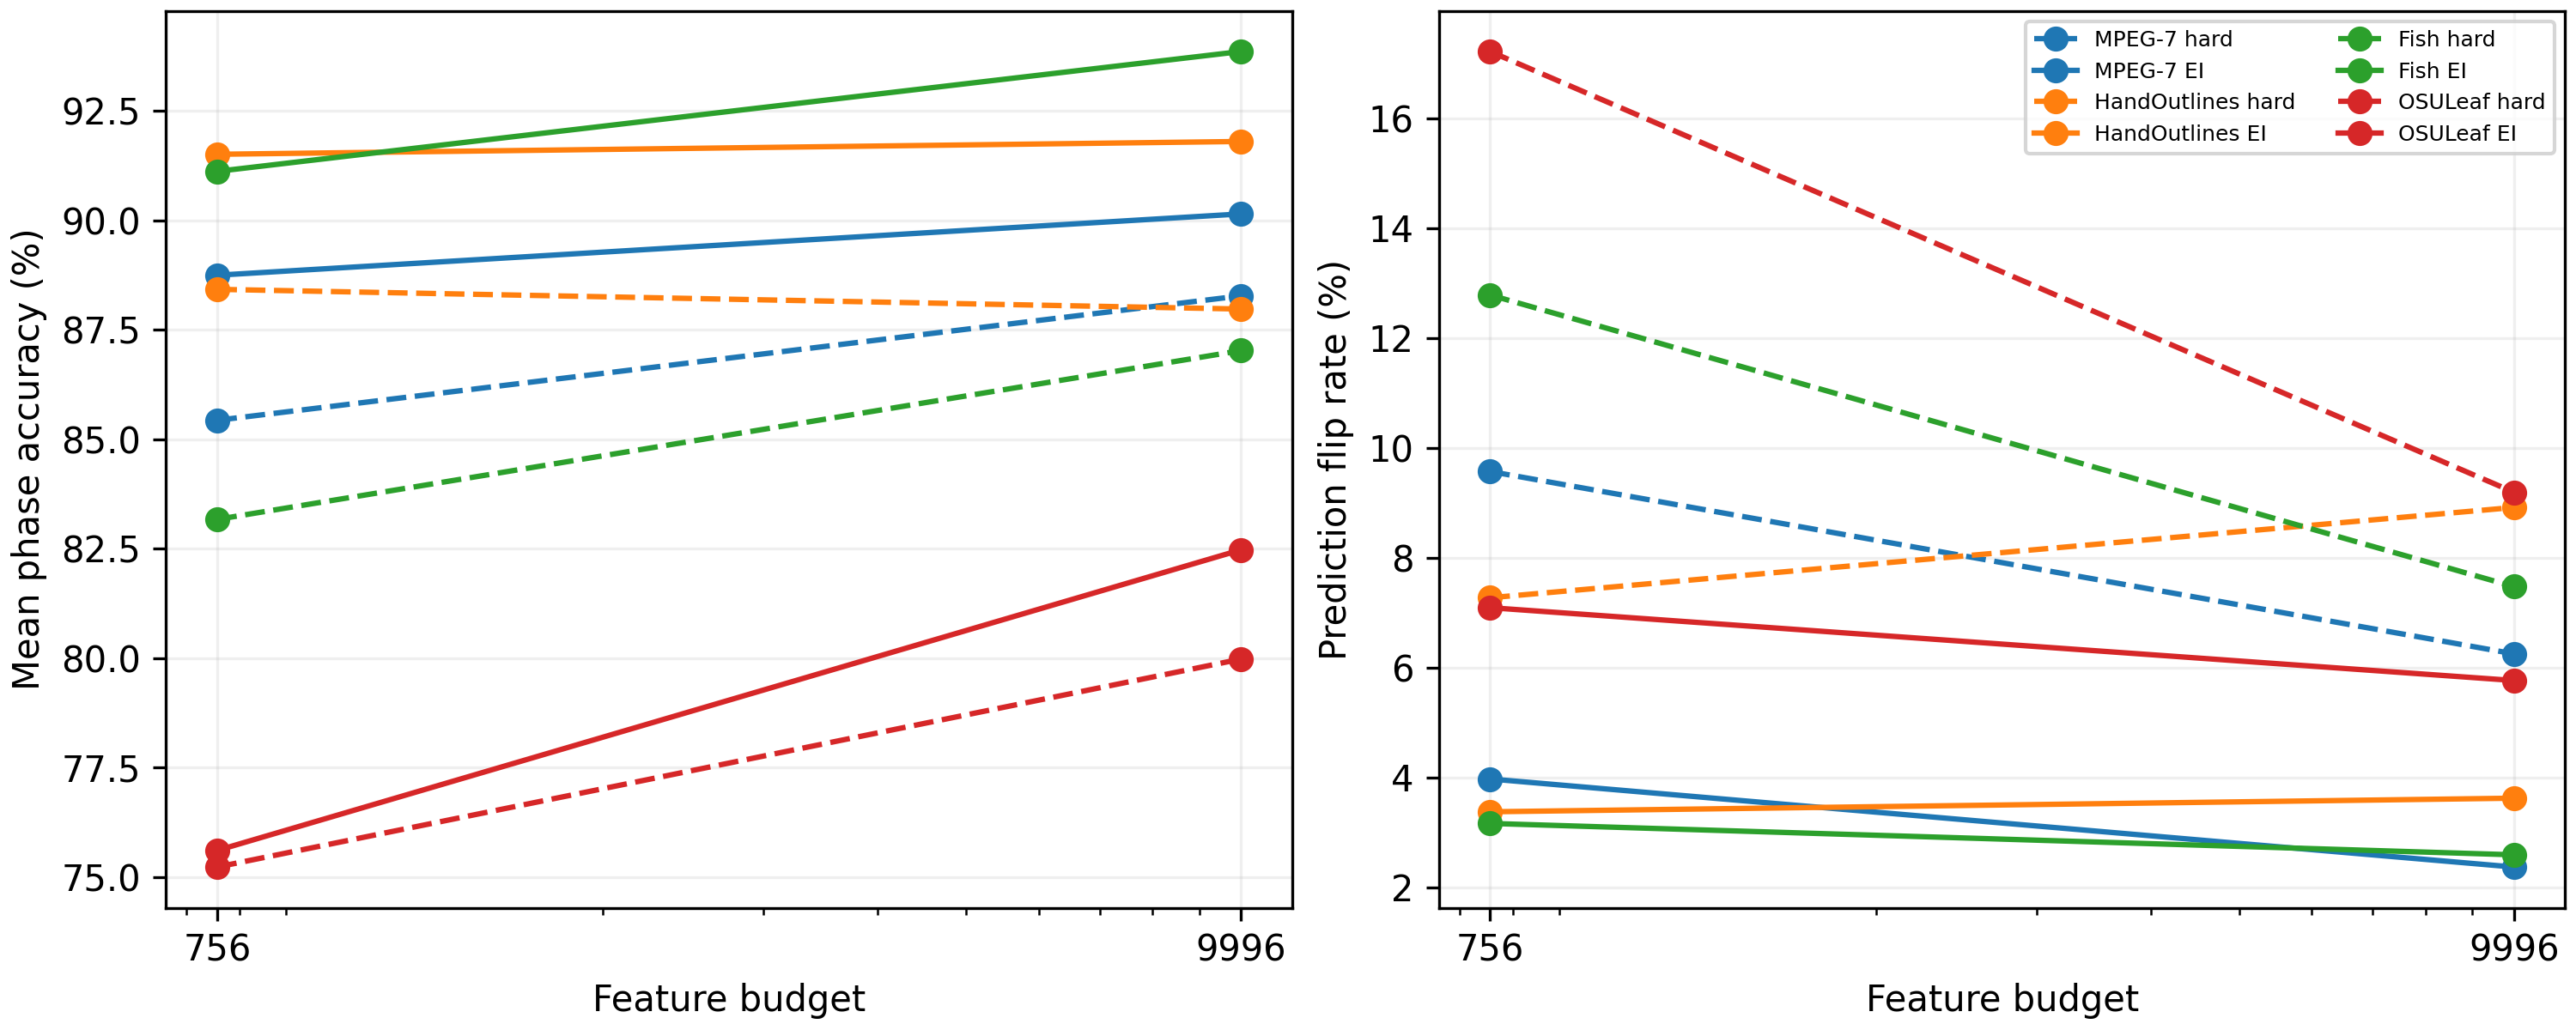 Mean phase accuracy (%)
92.5
90.0
87.5
85.0
82.5
80.0
77.5
75.0
756
9996
Feature budget
Prediction flip rate (%)
16
14
12
10
8
6
4
2
756
9996
Feature budget
MPEG-7 hard
MPEG-7 EI
HandOutlines hard
HandOutlines EI
Fish hard
Fish EI
OSULeaf hard
OSULeaf EI